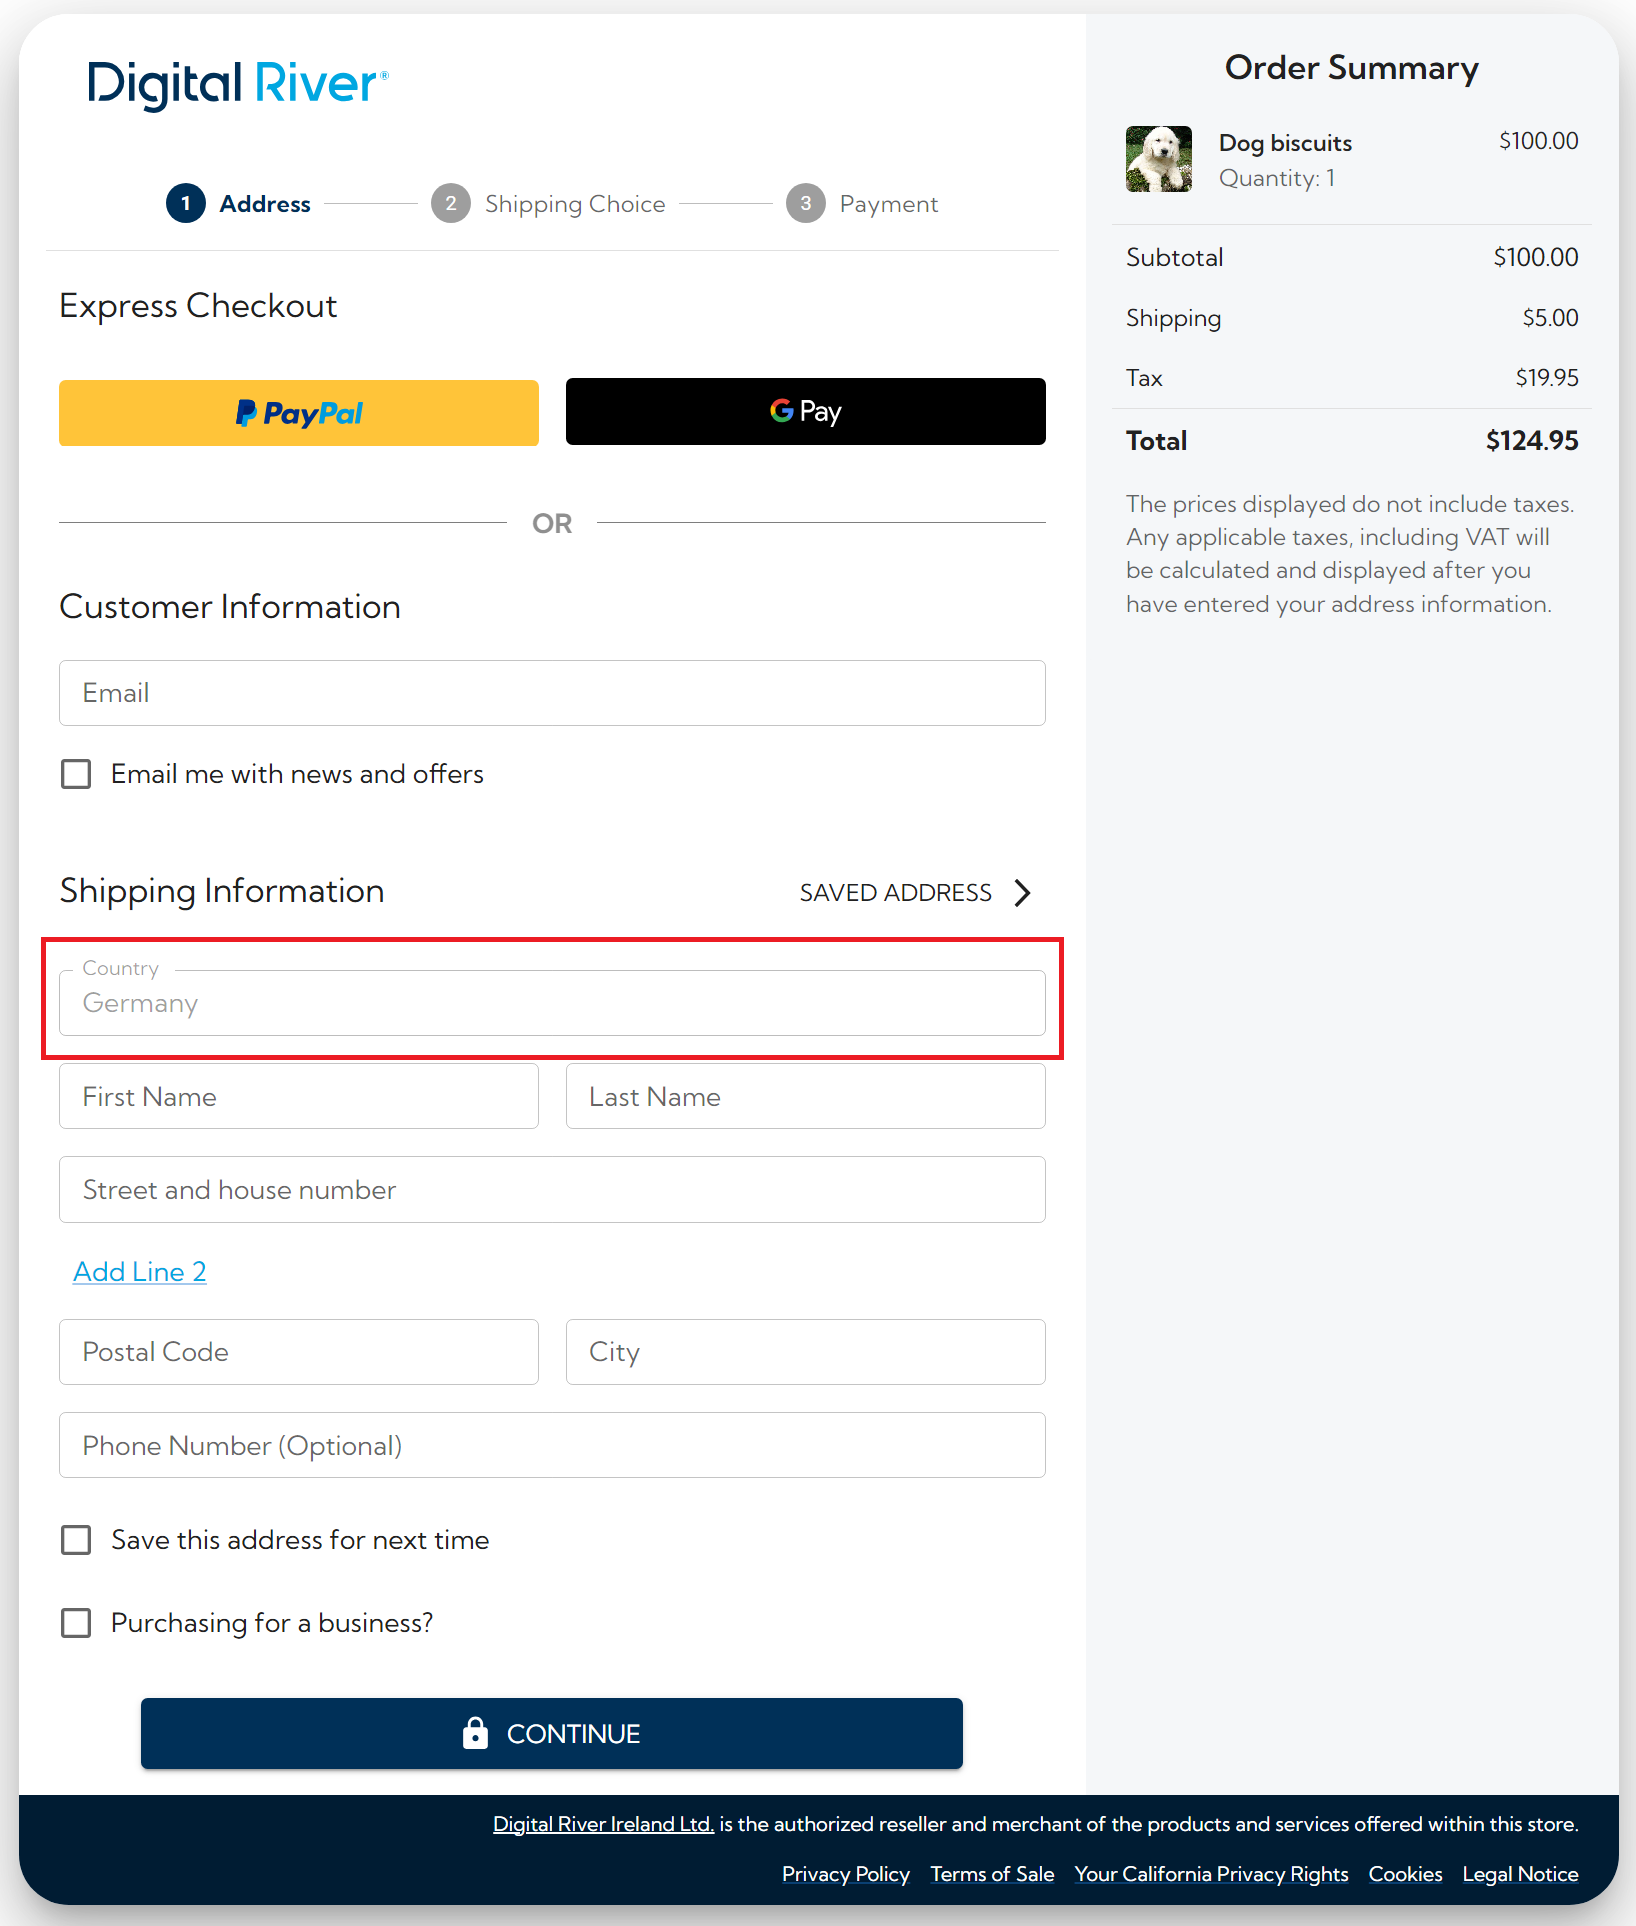 Digital River®
1 Address 2 Shipping Choice 3 Payment
Express Checkout
PayPal
G Pay
OR
Customer Information
Email
Email me with news and offers
Shipping Information
SAVED ADDRESS
Country
Germany
First Name
Last Name
Street and house number
Add Line 2
Postal Code
City
Phone Number (Optional)
Save this address for next time
Purchasing for a business?
CONTINUE
Order Summary
Dog biscuits $100.00
Quantity: 1
Subtotal $100.00
Shipping $5.00
Tax $19.95
Total $124.95
The prices displayed do not include taxes.
Any applicable taxes, including VAT will
be calculated and displayed after you
have entered your address information.
Digital River Ireland Ltd. is the authorized reseller and merchant of the products and services offered within this store.
Privacy Policy Terms of Sale Your California Privacy Rights Cookies Legal Notice